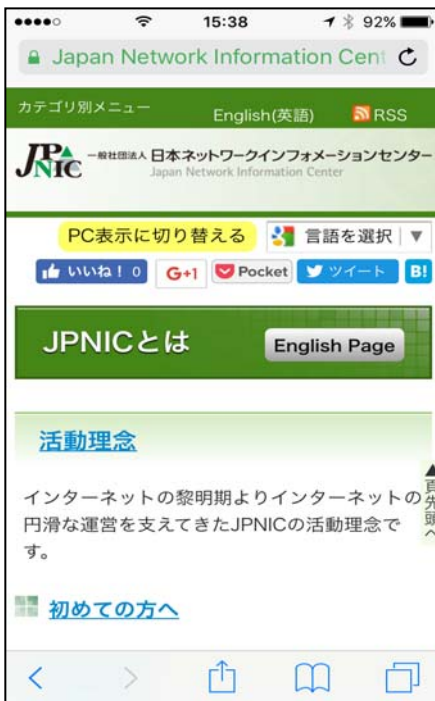 15:38 92%
Japan Network Information Cent
カテゴリ別メニュー English(英語) RSS
JPNIC 一般社団法人 日本ネットワークインフォメーションセンター
Japan Network Information Center
PC表示に切り替える 言語を選択 ▼
いいね！ 0 G+1 Pocket ツイート B!
JPNICとは English Page
活動理念
インターネットの黎明期よりインターネットの
円滑な運営を支えてきたJPNICの活動理念で
す。
▲頁先頭へ
初めての方へ